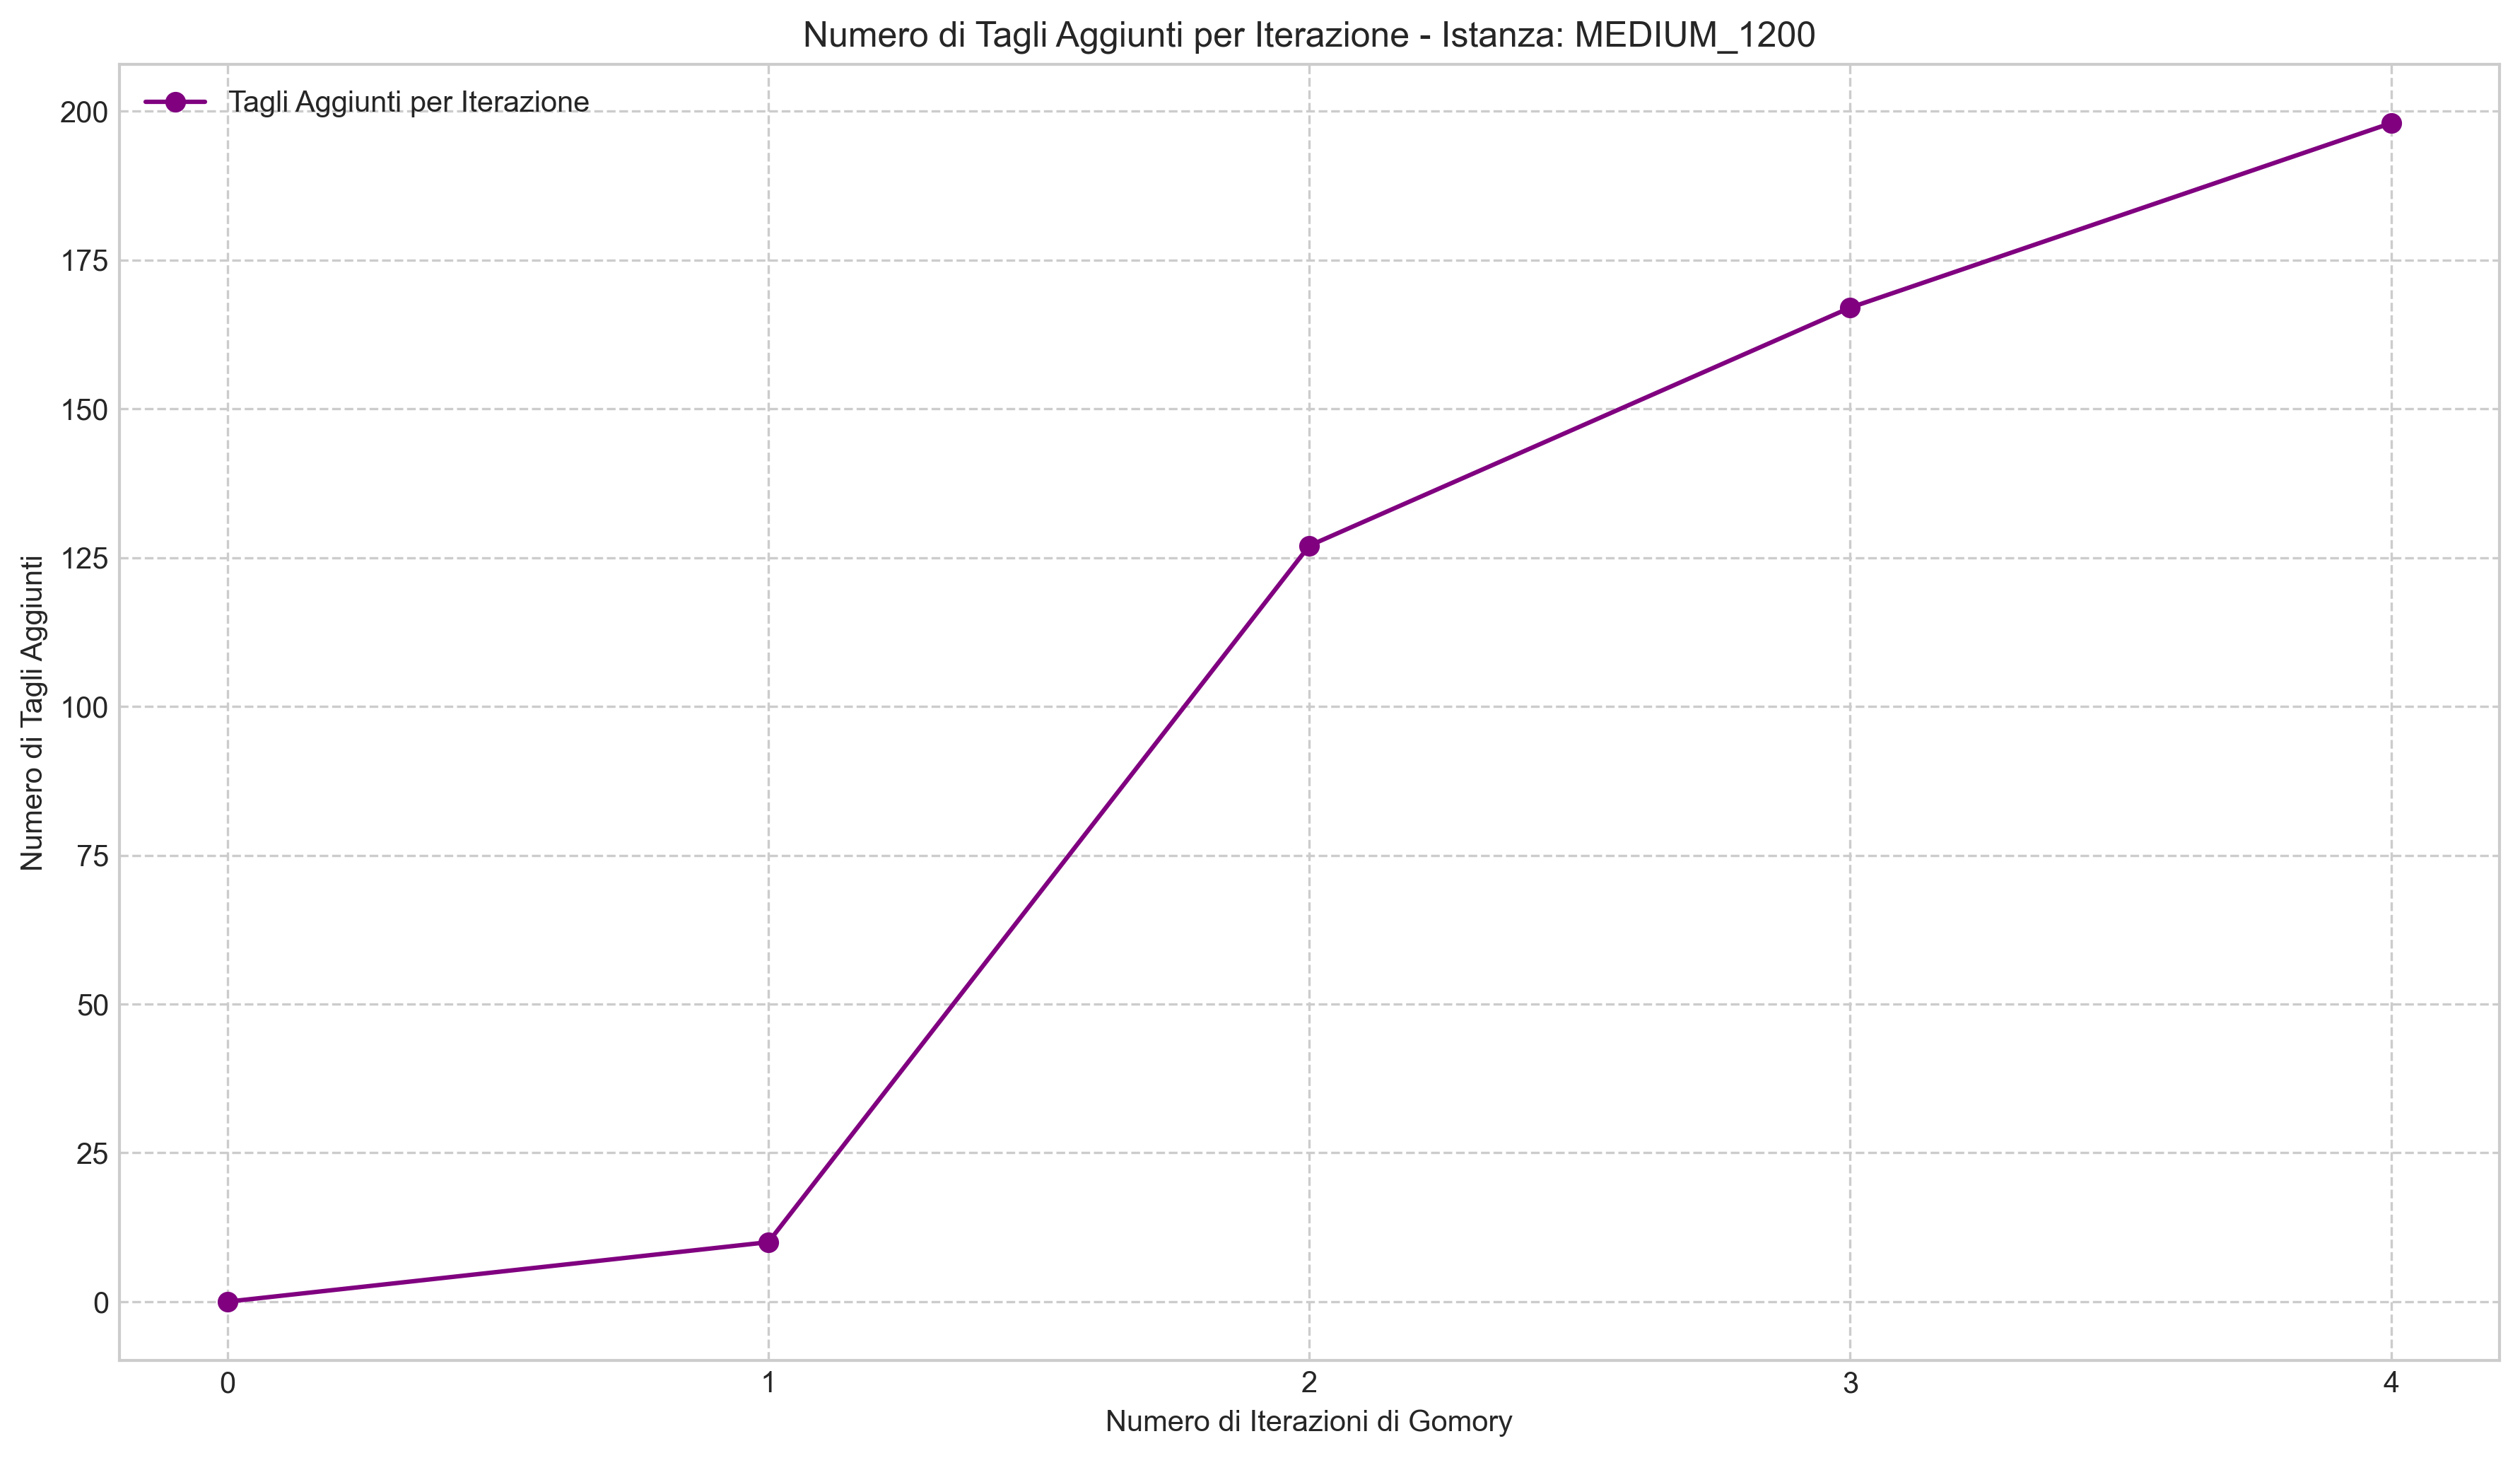 Numero di Tagli Aggiunti per Iterazione - Istanza: MEDIUM_1200
Tagli Aggiunti per Iterazione
200
175
150
125
100
75
50
25
0
Numero di Tagli Aggiunti
0 1 2 3 4
Numero di Iterazioni di Gomory